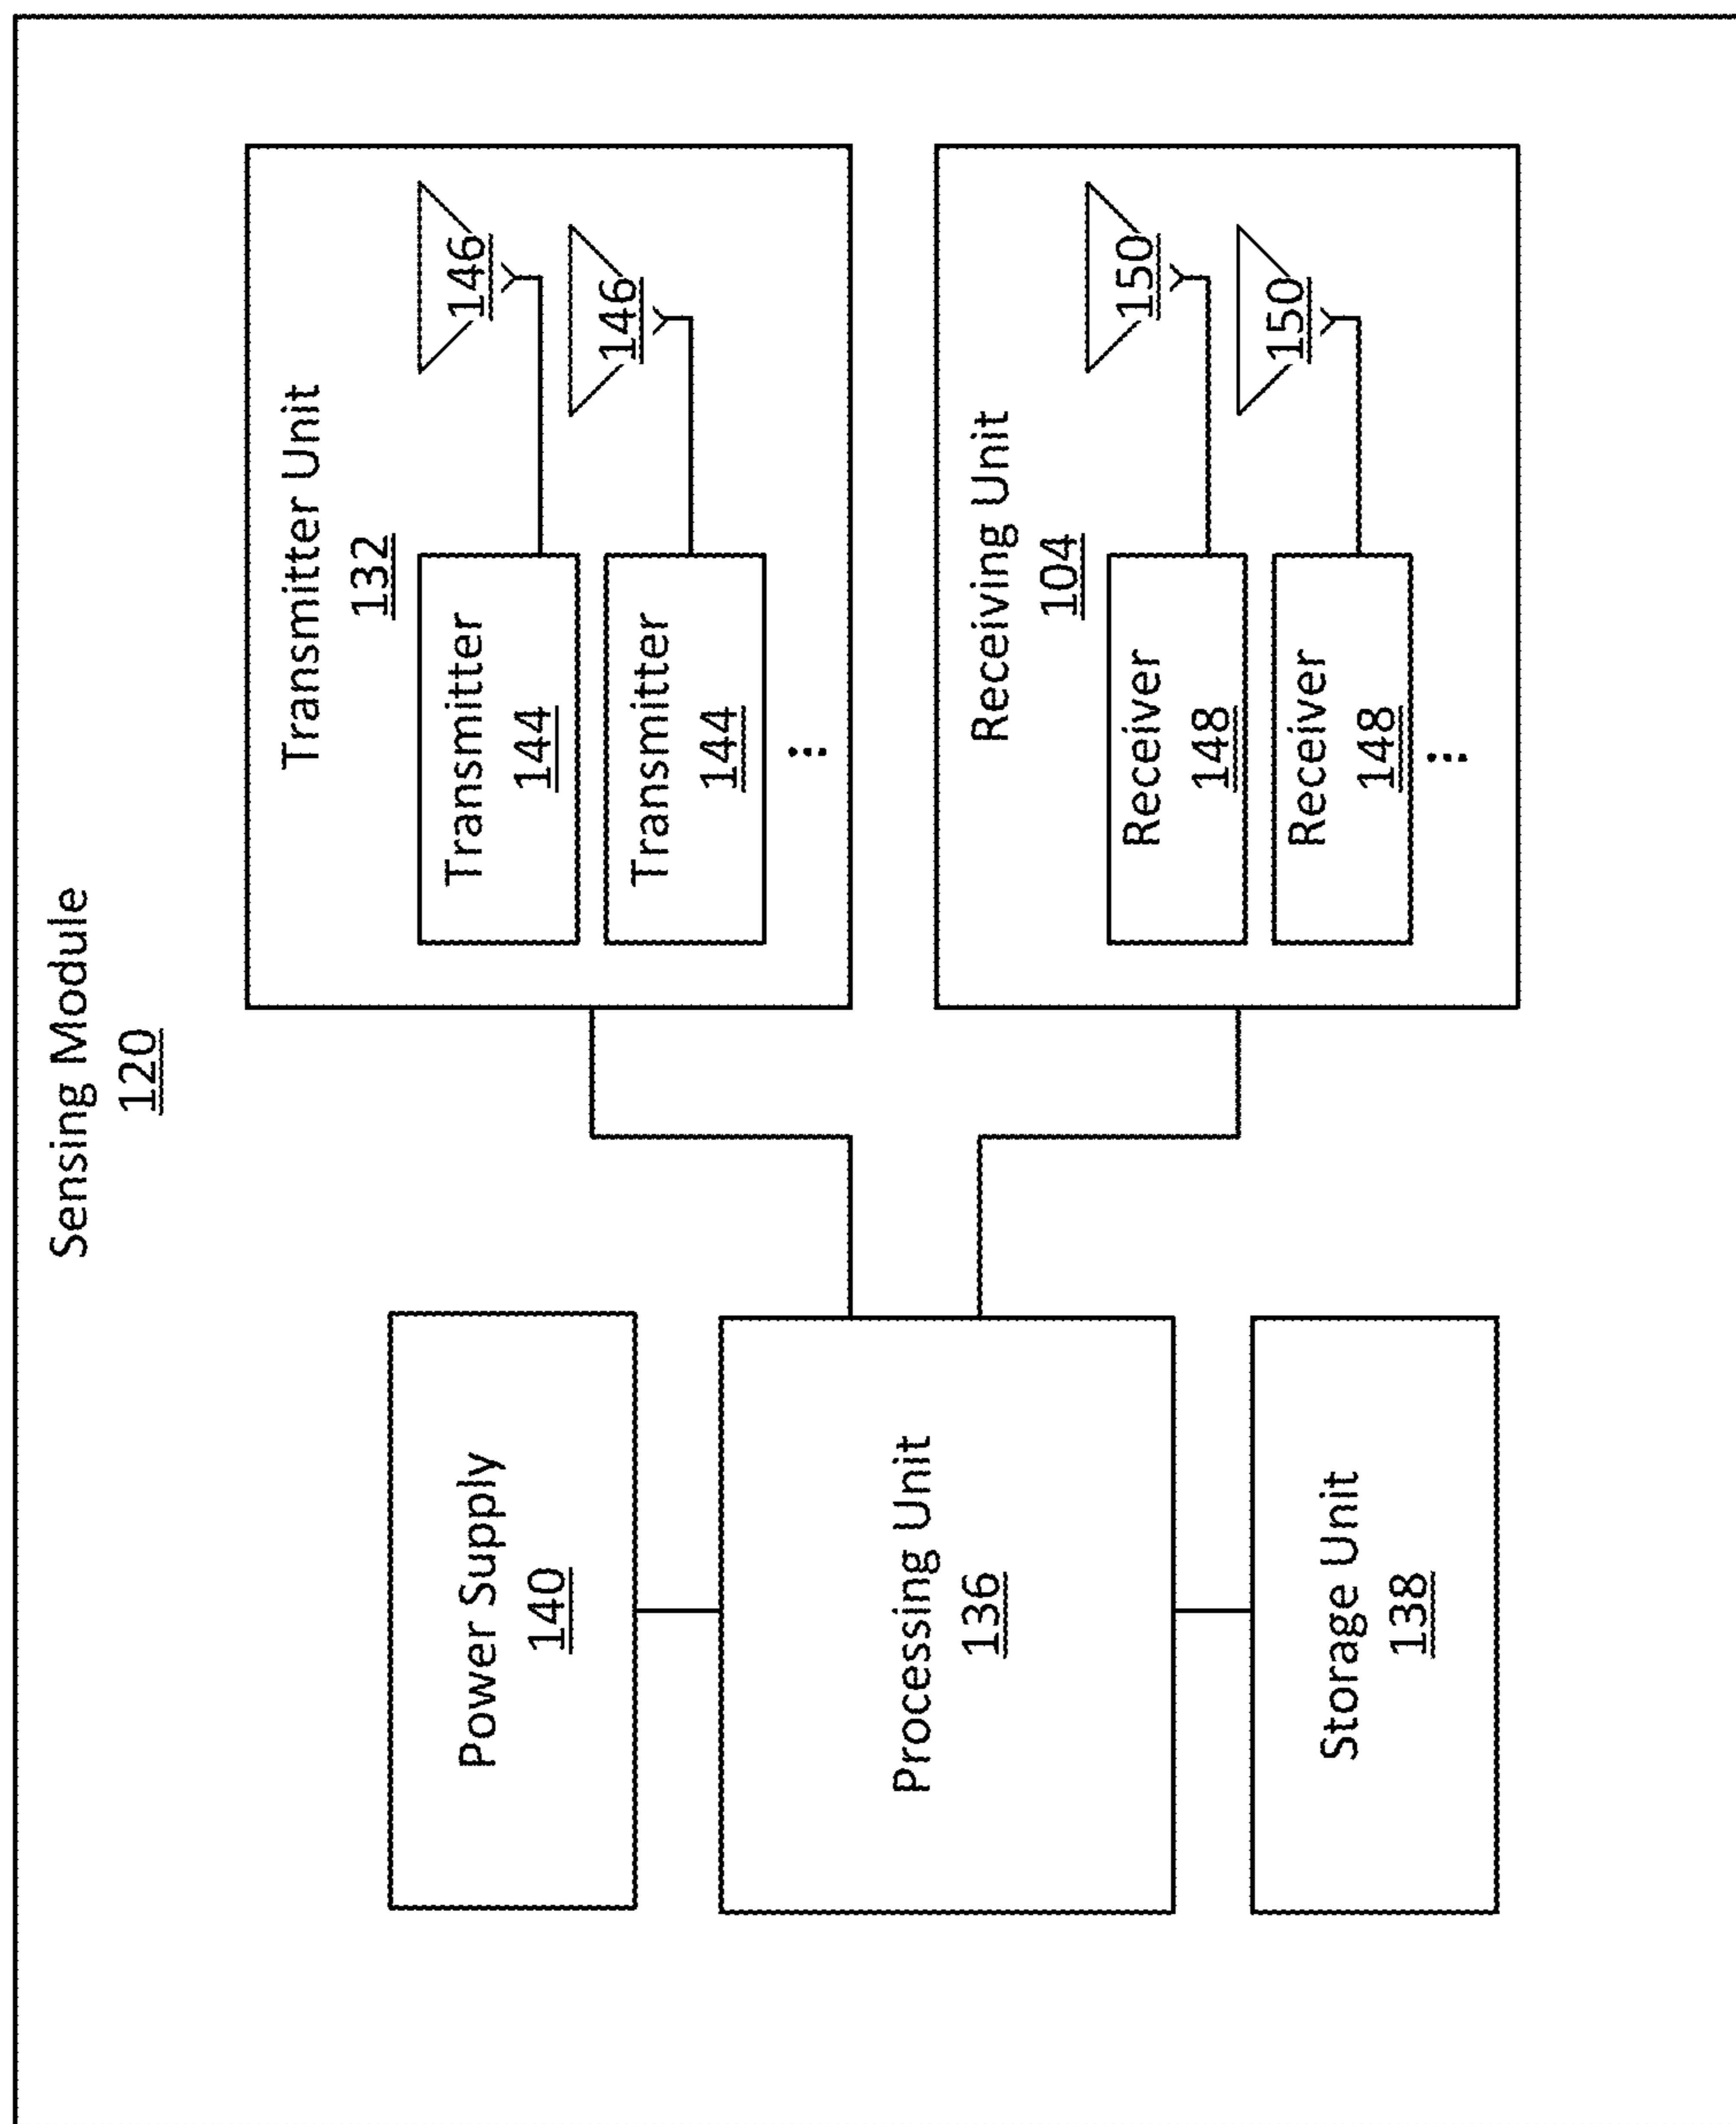 Sensing Module
120
Power Supply
140
Processing Unit
136
Storage Unit
138
Transmitter Unit
132
Transmitter
144
146
Transmitter
144
146
...
Receiving Unit
104
Receiver
148
150
Receiver
148
150
...